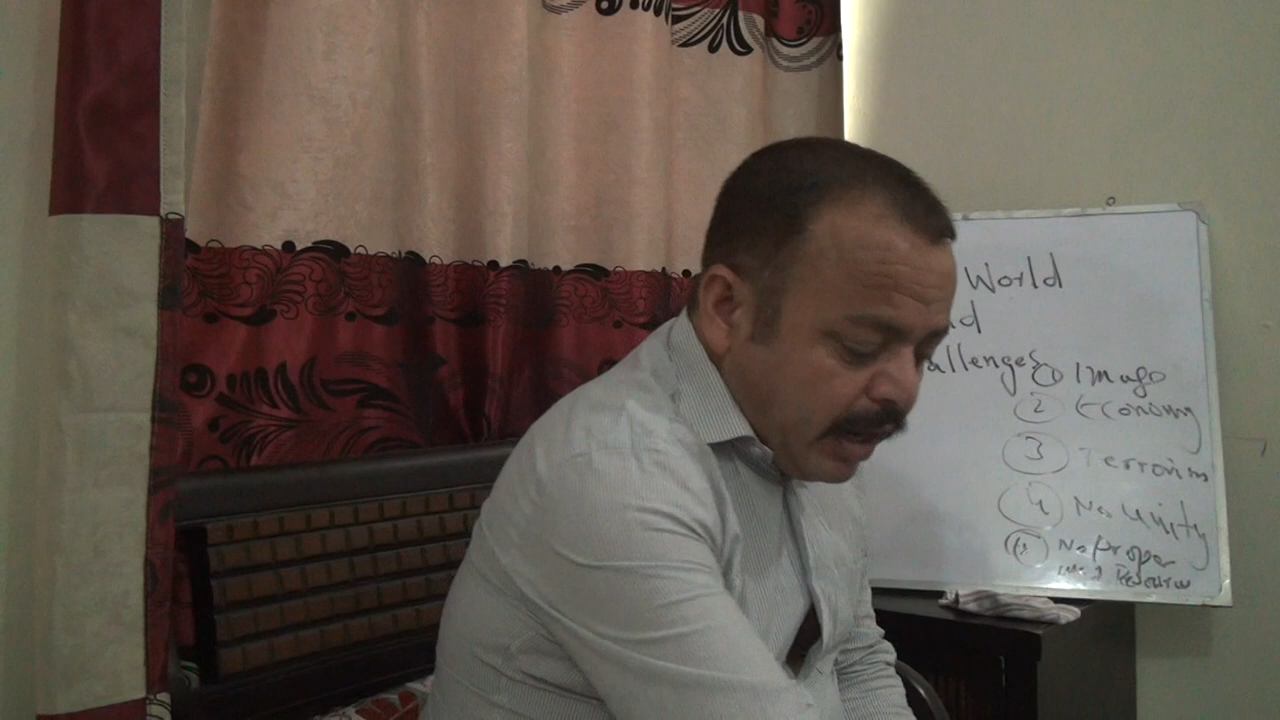 World
allenges ① Image
② Economy
③ Terrorism
④ No Unity
No proper